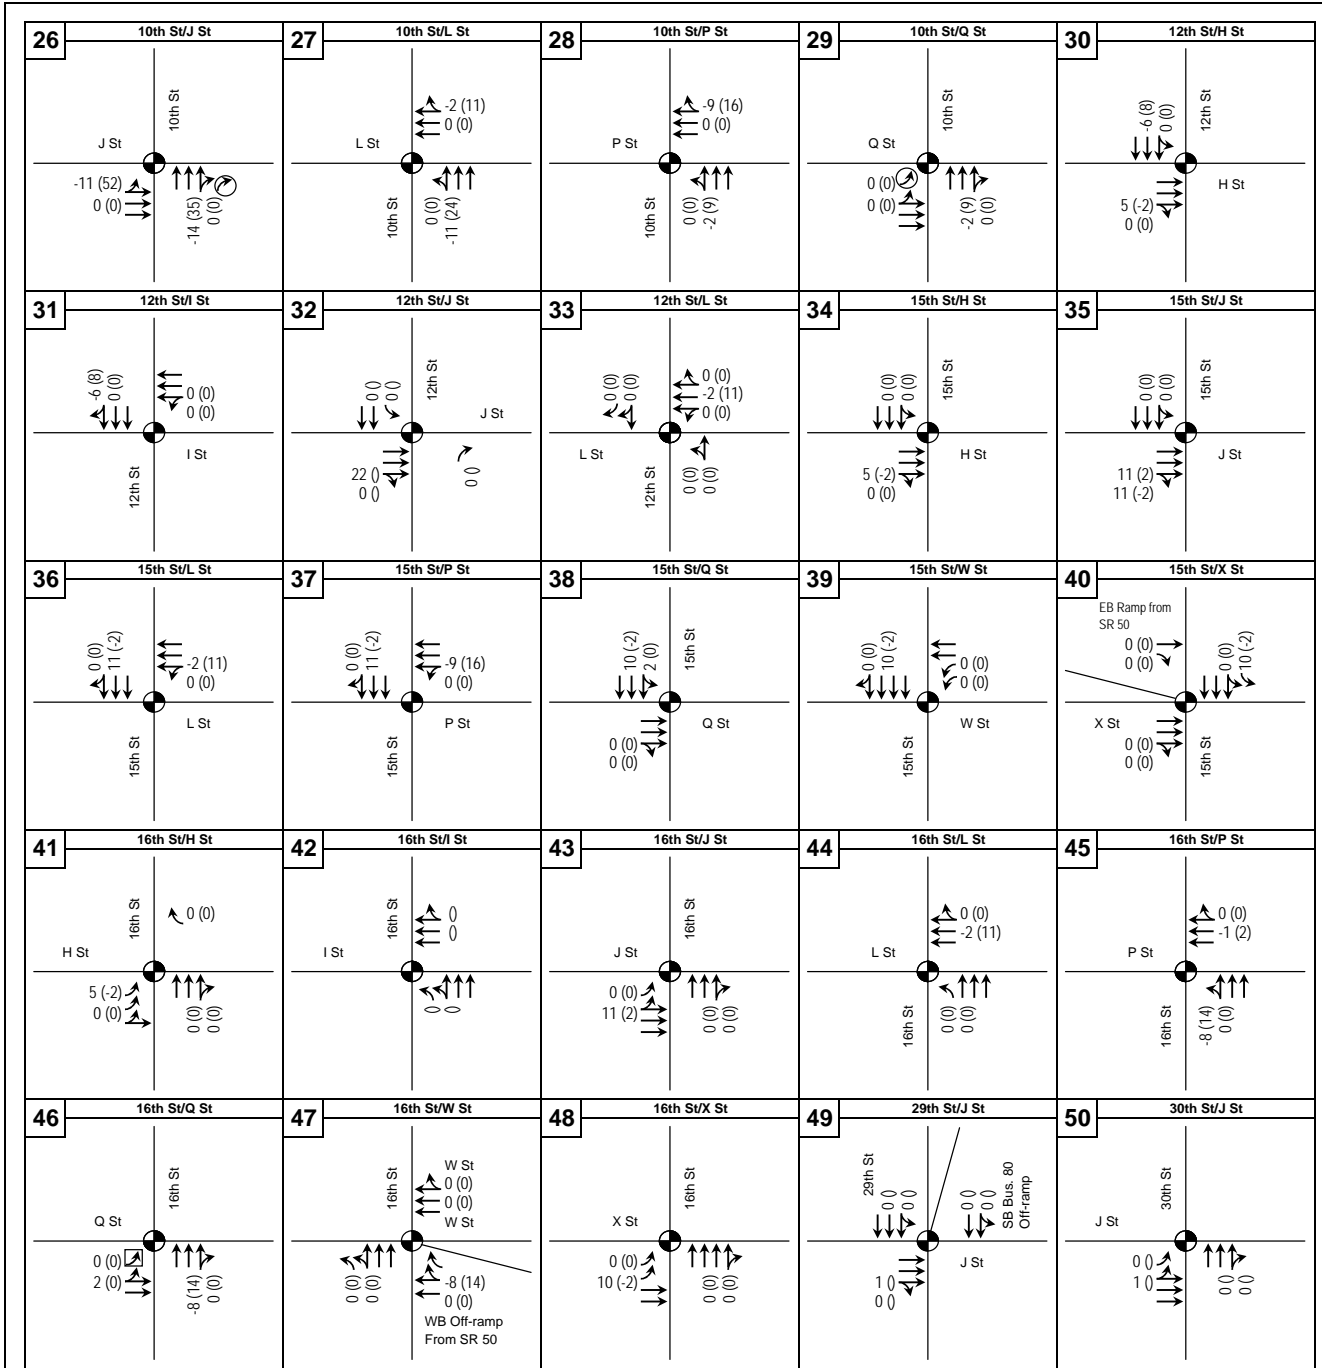 26
10th St/J St
10th St
J St
-11 (52)
0 (0)
-14 (35)
0 (0)
27
10th St/L St
-2 (11)
0 (0)
L St
10th St
0 (0)
-11 (24)
28
10th St/P St
-9 (16)
0 (0)
P St
10th St
0 (0)
-2 (9)
29
10th St/Q St
10th St
Q St
0 (0)
0 (0)
-2 (9)
0 (0)
30
12th St/H St
-6 (8)
0 (0)
12th St
H St
5 (-2)
0 (0)
31
12th St/I St
-6 (8)
0 (0)
0 (0)
0 (0)
I St
12th St
32
12th St/J St
0 ()
0 ()
12th St
J St
22 ()
0 ()
0 ()
33
12th St/L St
0 (0)
0 (0)
0 (0)
-2 (11)
0 (0)
L St
12th St
0 (0)
0 (0)
34
15th St/H St
0 (0)
0 (0)
15th St
H St
5 (-2)
0 (0)
35
15th St/J St
0 (0)
0 (0)
15th St
J St
11 (2)
11 (-2)
36
15th St/L St
0 (0)
11 (-2)
-2 (11)
0 (0)
L St
15th St
37
15th St/P St
0 (0)
11 (-2)
-9 (16)
0 (0)
P St
15th St
38
15th St/Q St
10 (-2)
2 (0)
15th St
Q St
0 (0)
0 (0)
39
15th St/W St
0 (0)
10 (-2)
0 (0)
0 (0)
W St
15th St
40
15th St/X St
EB Ramp from
SR 50
0 (0)
0 (0)
0 (0)
10 (-2)
X St
0 (0)
0 (0)
15th St
41
16th St/H St
16th St
0 (0)
H St
5 (-2)
0 (0)
0 (0)
0 (0)
42
16th St/I St
16th St
()
()
I St
()
()
43
16th St/J St
16th St
J St
0 (0)
11 (2)
0 (0)
0 (0)
44
16th St/L St
0 (0)
-2 (11)
L St
16th St
0 (0)
0 (0)
45
16th St/P St
0 (0)
-1 (2)
P St
16th St
-8 (14)
0 (0)
46
16th St/Q St
16th St
Q St
0 (0)
2 (0)
-8 (14)
0 (0)
47
16th St/W St
16th St
W St
0 (0)
0 (0)
W St
0 (0)
0 (0)
-8 (14)
0 (0)
WB Off-ramp
From SR 50
48
16th St/X St
16th St
X St
0 (0)
10 (-2)
0 (0)
0 (0)
49
29th St/J St
29th St
0 ()
0 ()
0 ()
0 ()
SB Bus. 80
Off-ramp
J St
1 ()
0 ()
50
30th St/J St
30th St
J St
0 ()
1 ()
0 ()
0 ()